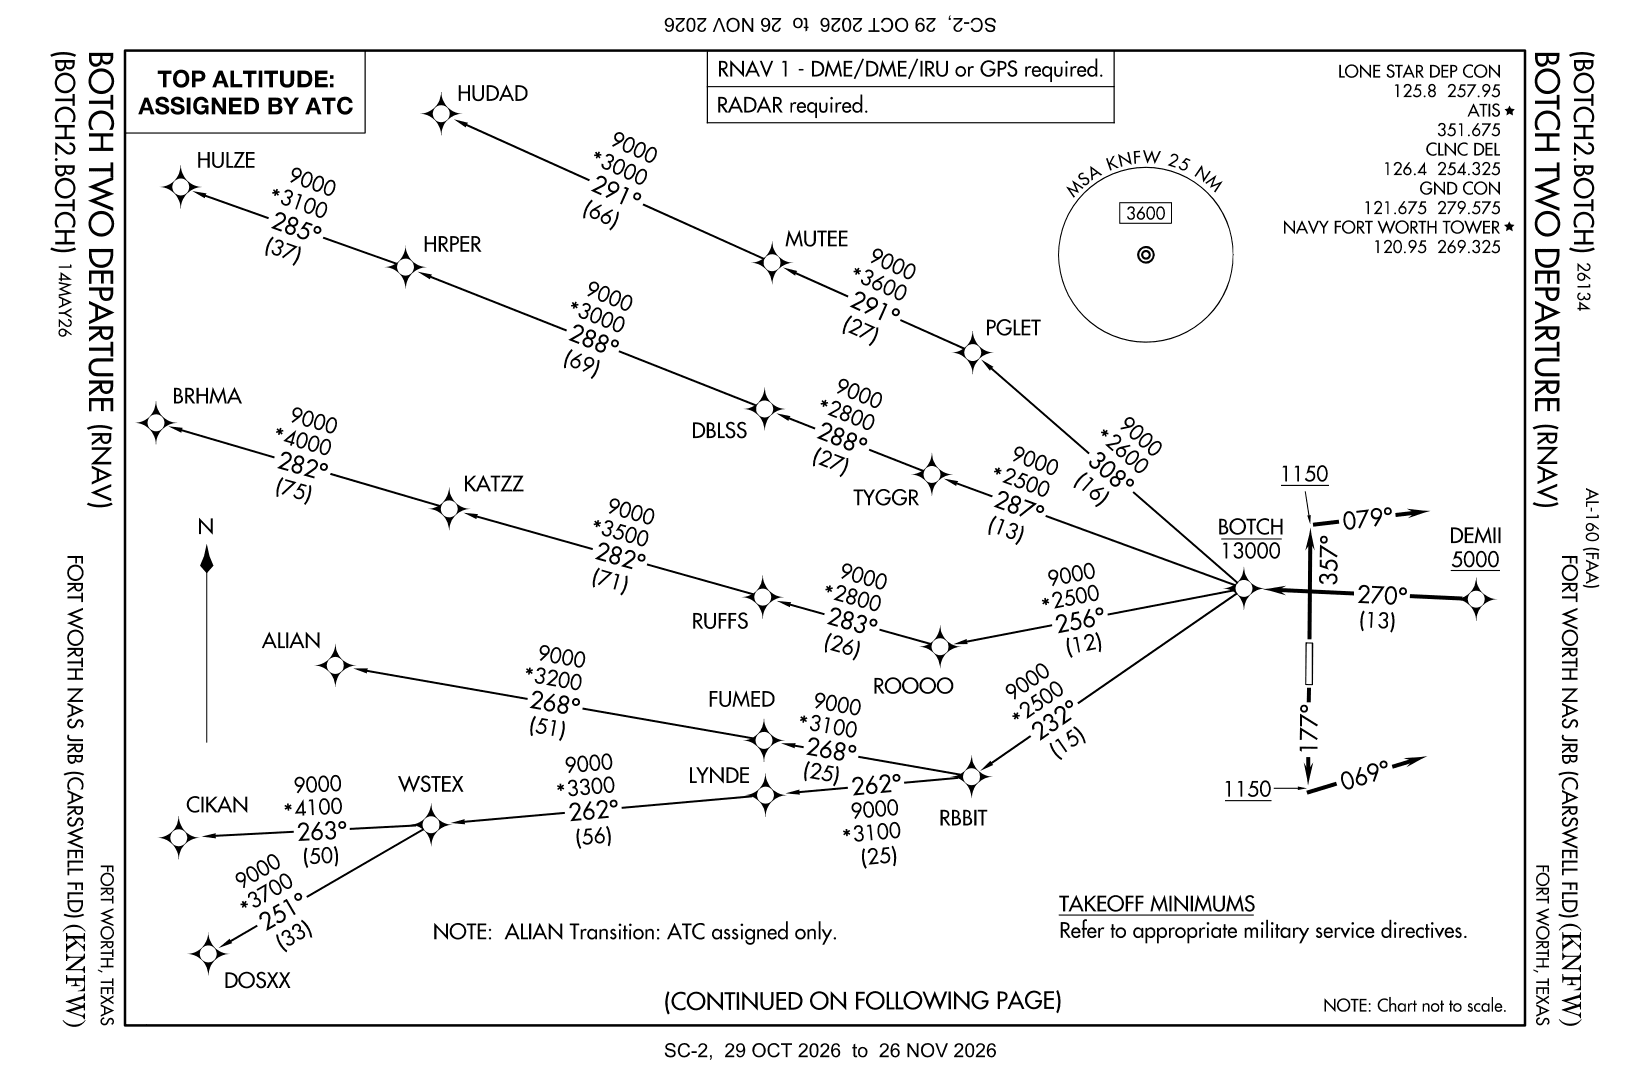 SC-2, 29 OCT 2026 to 26 NOV 2026
(BOTCH2.BOTCH) 14MAY26
BOTCH TWO DEPARTURE (RNAV)
FORT WORTH NAS JRB (CARSWELL FLD) (KNFW)
FORT WORTH, TEXAS
(BOTCH2.BOTCH) 26134
BOTCH TWO DEPARTURE (RNAV)
AL-160 (FAA)
FORT WORTH NAS JRB (CARSWELL FLD) (KNFW)
FORT WORTH, TEXAS
TOP ALTITUDE:
ASSIGNED BY ATC
RNAV 1 - DME/DME/IRU or GPS required.
RADAR required.
LONE STAR DEP CON
125.8 257.95
ATIS ★
351.675
CLNC DEL
126.4 254.325
GND CON
121.675 279.575
NAVY FORT WORTH TOWER ★
120.95 269.325
MSA KNFW 25 NM
3600
HUDAD
9000
*3000
291°
(66)
MUTEE
9000
*3600
291°
(27)
PGLET
9000
*2600
308°
(16)
HULZE
9000
*3100
285°
(37)
HRPER
9000
*3000
288°
(69)
DBLSS
9000
*2800
288°
(27)
TYGGR
9000
*2500
287°
(13)
BRHMA
9000
*4000
282°
(75)
KATZZ
9000
*3500
282°
(71)
RUFFS
9000
*2800
283°
(26)
ROOOO
9000
*2500
256°
(12)
BOTCH
13000
1150
079°
357°
DEMII
5000
270°
(13)
177°
1150
069°
N
ALIAN
9000
*3200
268°
(51)
FUMED
9000
*3100
268°
(25)
RBBIT
9000
*2500
232°
(15)
LYNDE
262°
9000
*3100
(25)
WSTEX
9000
*3300
262°
(56)
CIKAN
9000
*4100
263°
(50)
9000
*3700
251°
(33)
DOSXX
NOTE: ALIAN Transition: ATC assigned only.
TAKEOFF MINIMUMS
Refer to appropriate military service directives.
(CONTINUED ON FOLLOWING PAGE)
NOTE: Chart not to scale.
SC-2, 29 OCT 2026 to 26 NOV 2026